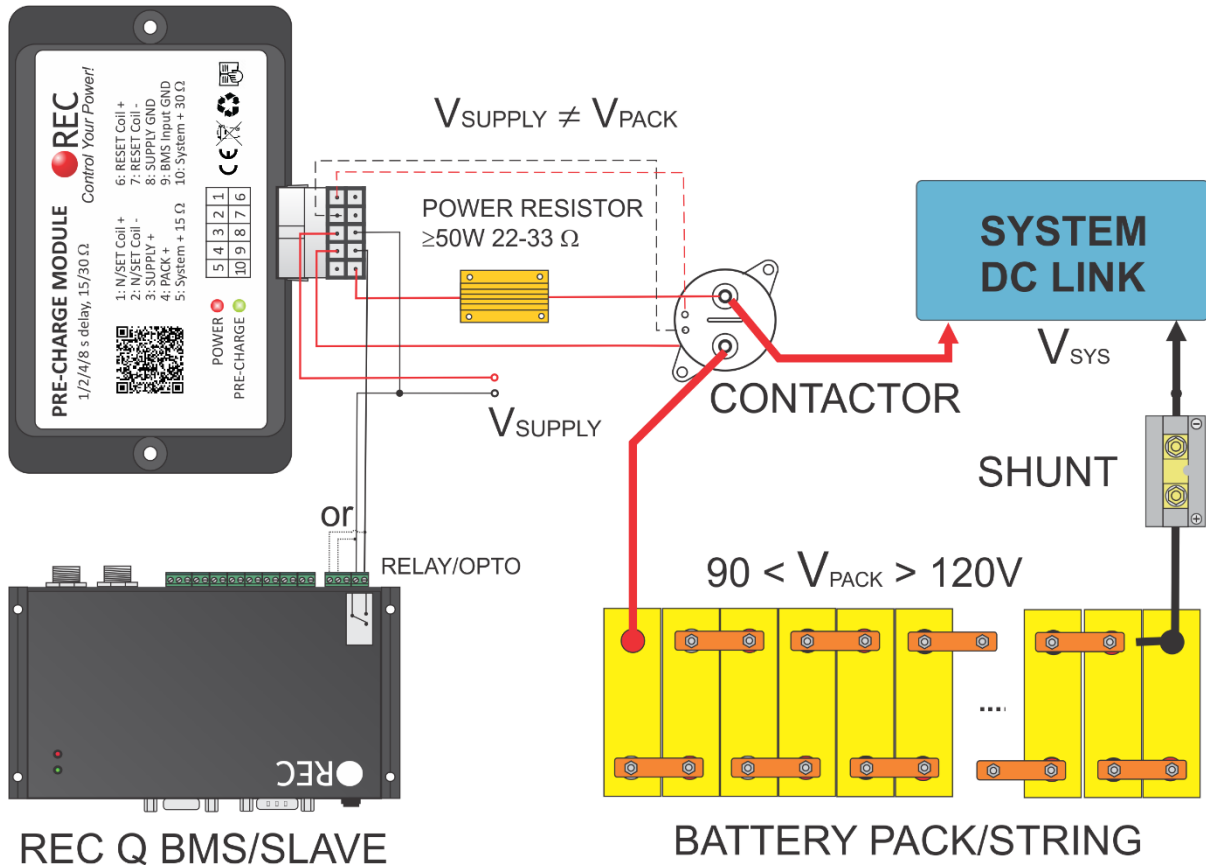 PRE-CHARGE MODULE
1/2/4/8 s delay, 15/30 Ω
REC
Control Your Power!
1: N/SET Coil +
2: N/SET Coil -
3: SUPPLY +
4: PACK +
5: System + 15 Ω
6: RESET Coil +
7: RESET Coil -
8: SUPPLY GND
9: BMS Input GND
10: System + 30 Ω
5 4 3 2 1
10 9 8 7 6
POWER
PRE-CHARGE
CE
VSUPPLY ≠ VPACK
POWER RESISTOR
≥50W 22-33 Ω
SYSTEM
DC LINK
VSYS
CONTACTOR
VSUPPLY
SHUNT
or
RELAY/OPTO
90 < VPACK > 120V
....
REC
REC Q BMS/SLAVE
BATTERY PACK/STRING